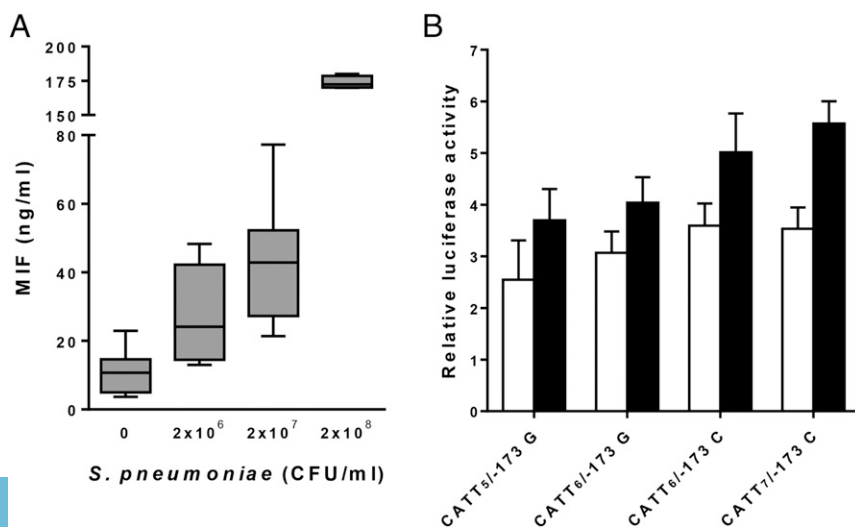 A
200
175
150
80
60
40
20
0
MIF (ng/ml)
0
2x10⁶
2x10⁷
2x10⁸
S. pneumoniae (CFU/ml)
B
7
6
5
4
3
2
1
0
Relative luciferase activity
CATT₅/-173 G
CATT₆/-173 G
CATT₆/-173 C
CATT₇/-173 C